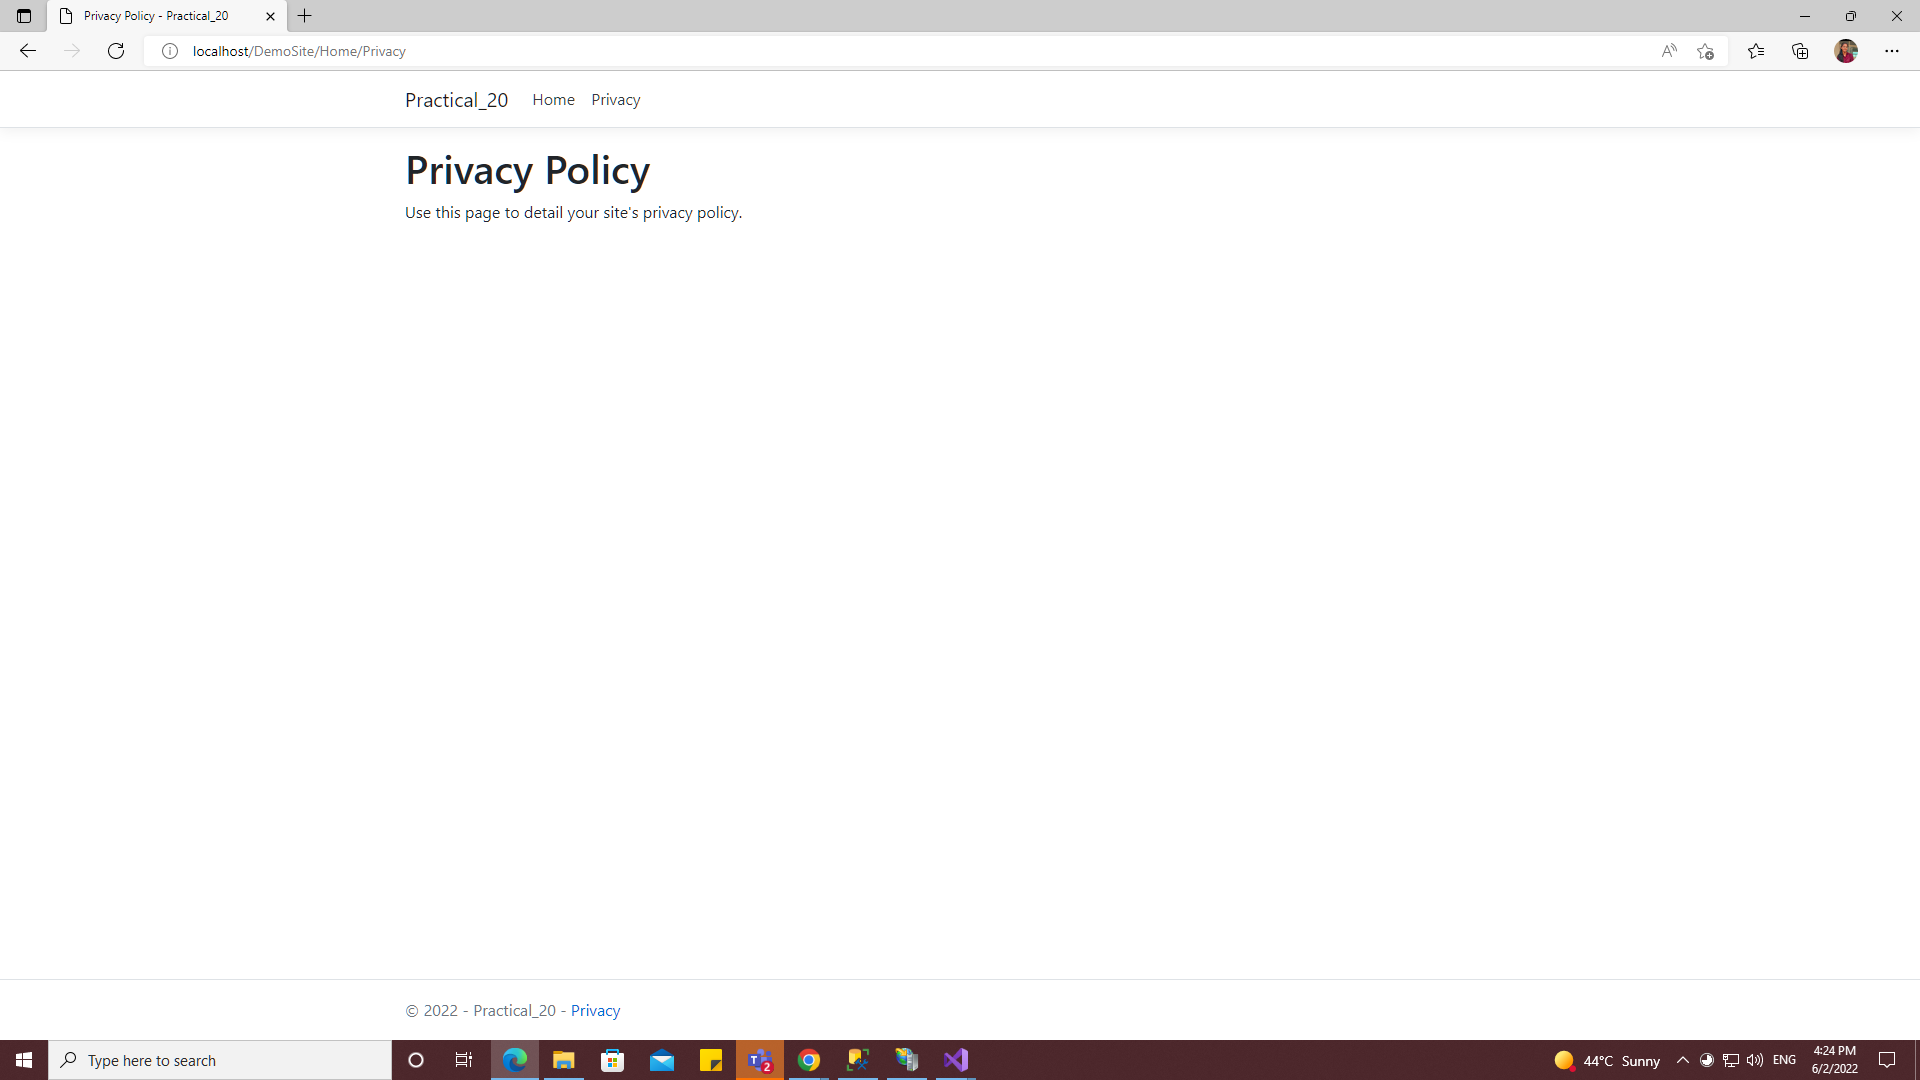 Privacy Policy - Practical_20
localhost/DemoSite/Home/Privacy
Practical_20 Home Privacy
Privacy Policy
Use this page to detail your site's privacy policy.
© 2022 - Practical_20 - Privacy
Type here to search
T 2
44°C Sunny
ENG
4:24 PM
6/2/2022